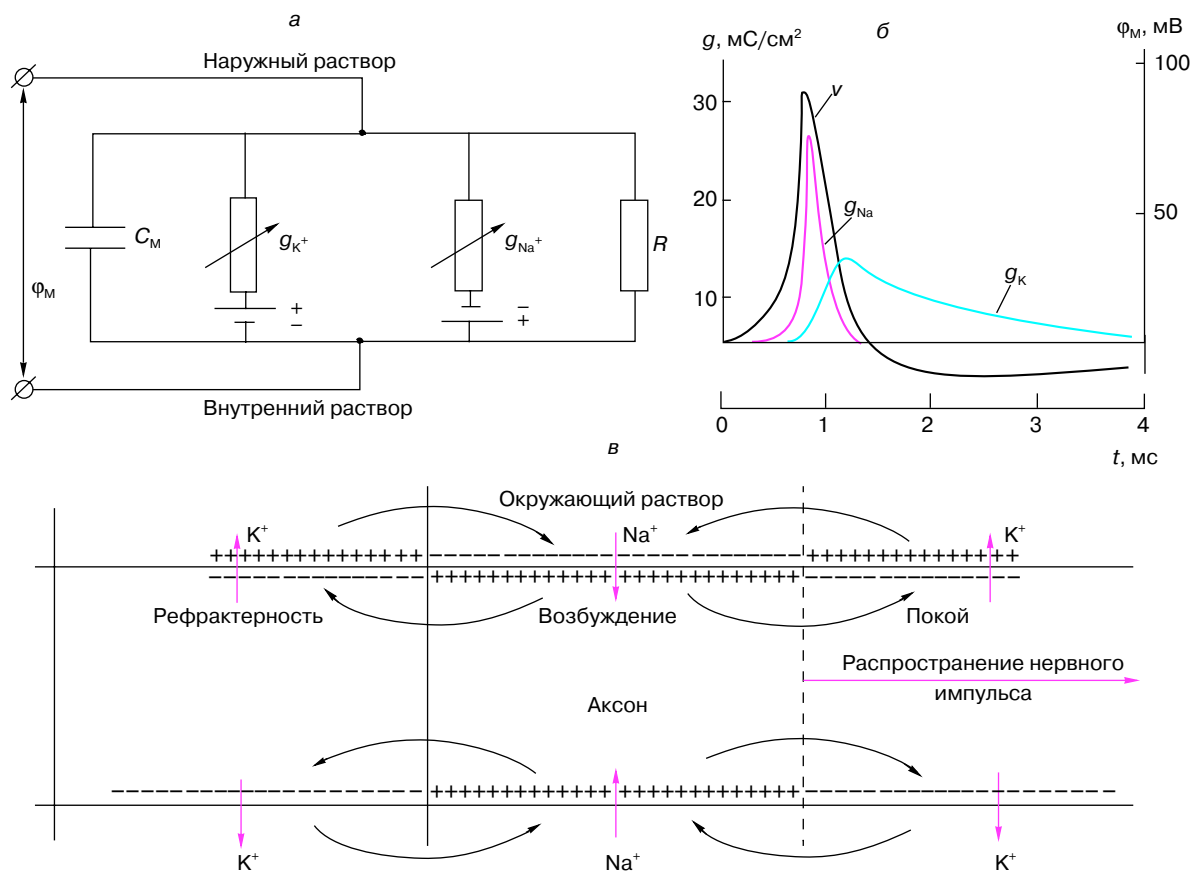 а
Наружный раствор
φМ
CМ
gK+
gNa+
R
+
−
−
+
Внутренний раствор
б
g, мС/см²
φМ, мВ
100
30
v
20
gNa
50
10
gK
0
1
2
3
4
t, мс
в
Окружающий раствор
K+
Na+
K+
++++++++++++++++ ––––––––––––––––––––––– ++++++++++++++++
–––––––––––––––– +++++++++++++++++++++++ ––––––––––––––––
Рефрактерность
Возбуждение
Покой
Распространение нервного
импульса
Аксон
––––––––––––––––––––––– +++++++++++++++++++++++ –––––––––––––––––––––––
K+
Na+
K+